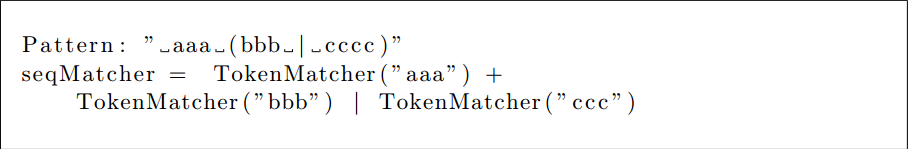 Pattern: "␣aaa␣(bbb␣|␣cccc)"
seqMatcher = TokenMatcher("aaa") +
TokenMatcher("bbb") | TokenMatcher("ccc")